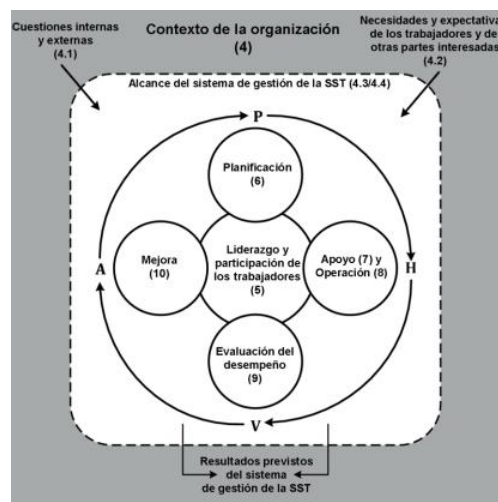 Cuestiones internas
y externas
(4.1)
Contexto de la organización
(4)
Necesidades y expectativa
de los trabajadores y de
otras partes interesadas
(4.2)
Alcance del sistema de gestión de la SST (4.3/4.4)
P
Planificación
(6)
A
Mejora
(10)
Liderazgo y
participación de
los trabajadores
(5)
Apoyo (7) y
Operación (8)
H
Evaluación del
desempeño
(9)
V
Resultados previstos
del sistema
de gestión de la SST